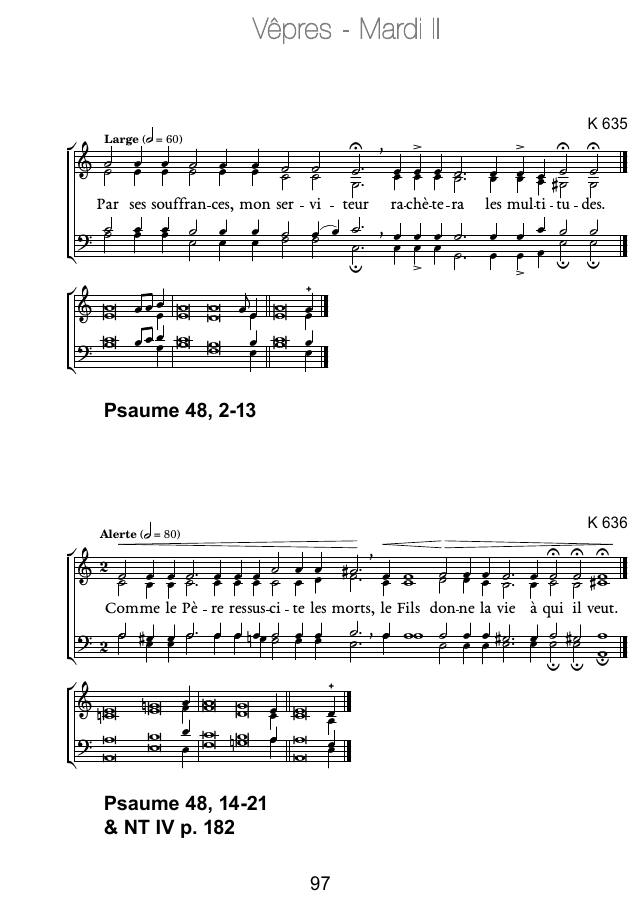 Vêpres - Mardi II
K 635
Large (𝅗𝅥 = 60)
Par ses souffran-ces, mon ser - vi - teur ra-chè-te-ra les mul-ti-tu-des.
Psaume 48, 2-13
K 636
Alerte (𝅗𝅥 = 80)
Comme le Pè - re ressus-ci-te les morts, le Fils don-ne la vie à qui il veut.
Psaume 48, 14-21
& NT IV p. 182
97